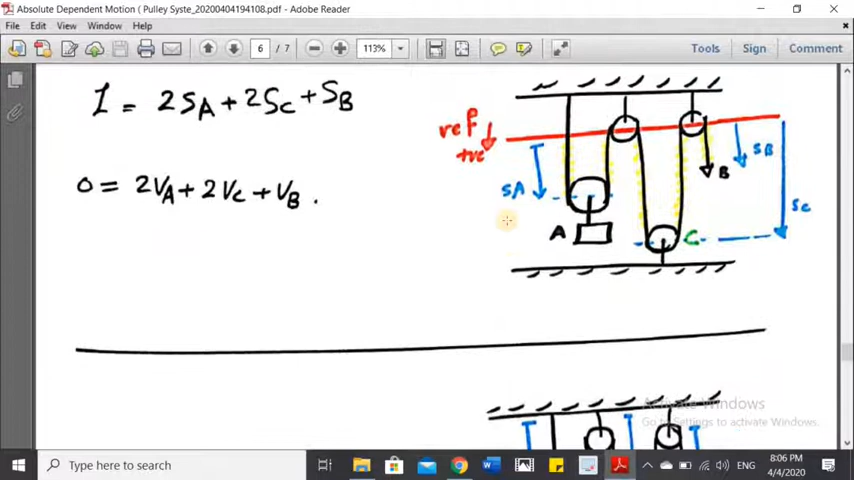 Absolute Dependent Motion ( Pulley Syste_20200404194108.pdf - Adobe Reader
File Edit View Window Help
6 / 7 113% Tools Sign Comment
L = 2SA + 2SC + SB
0 = 2VA + 2VC + VB .
ref
+ve
SA
A
B
C
SB
SC
Activate Windows
Go to Settings to activate Windows.
Type here to search
ENG
8:06 PM
4/4/2020